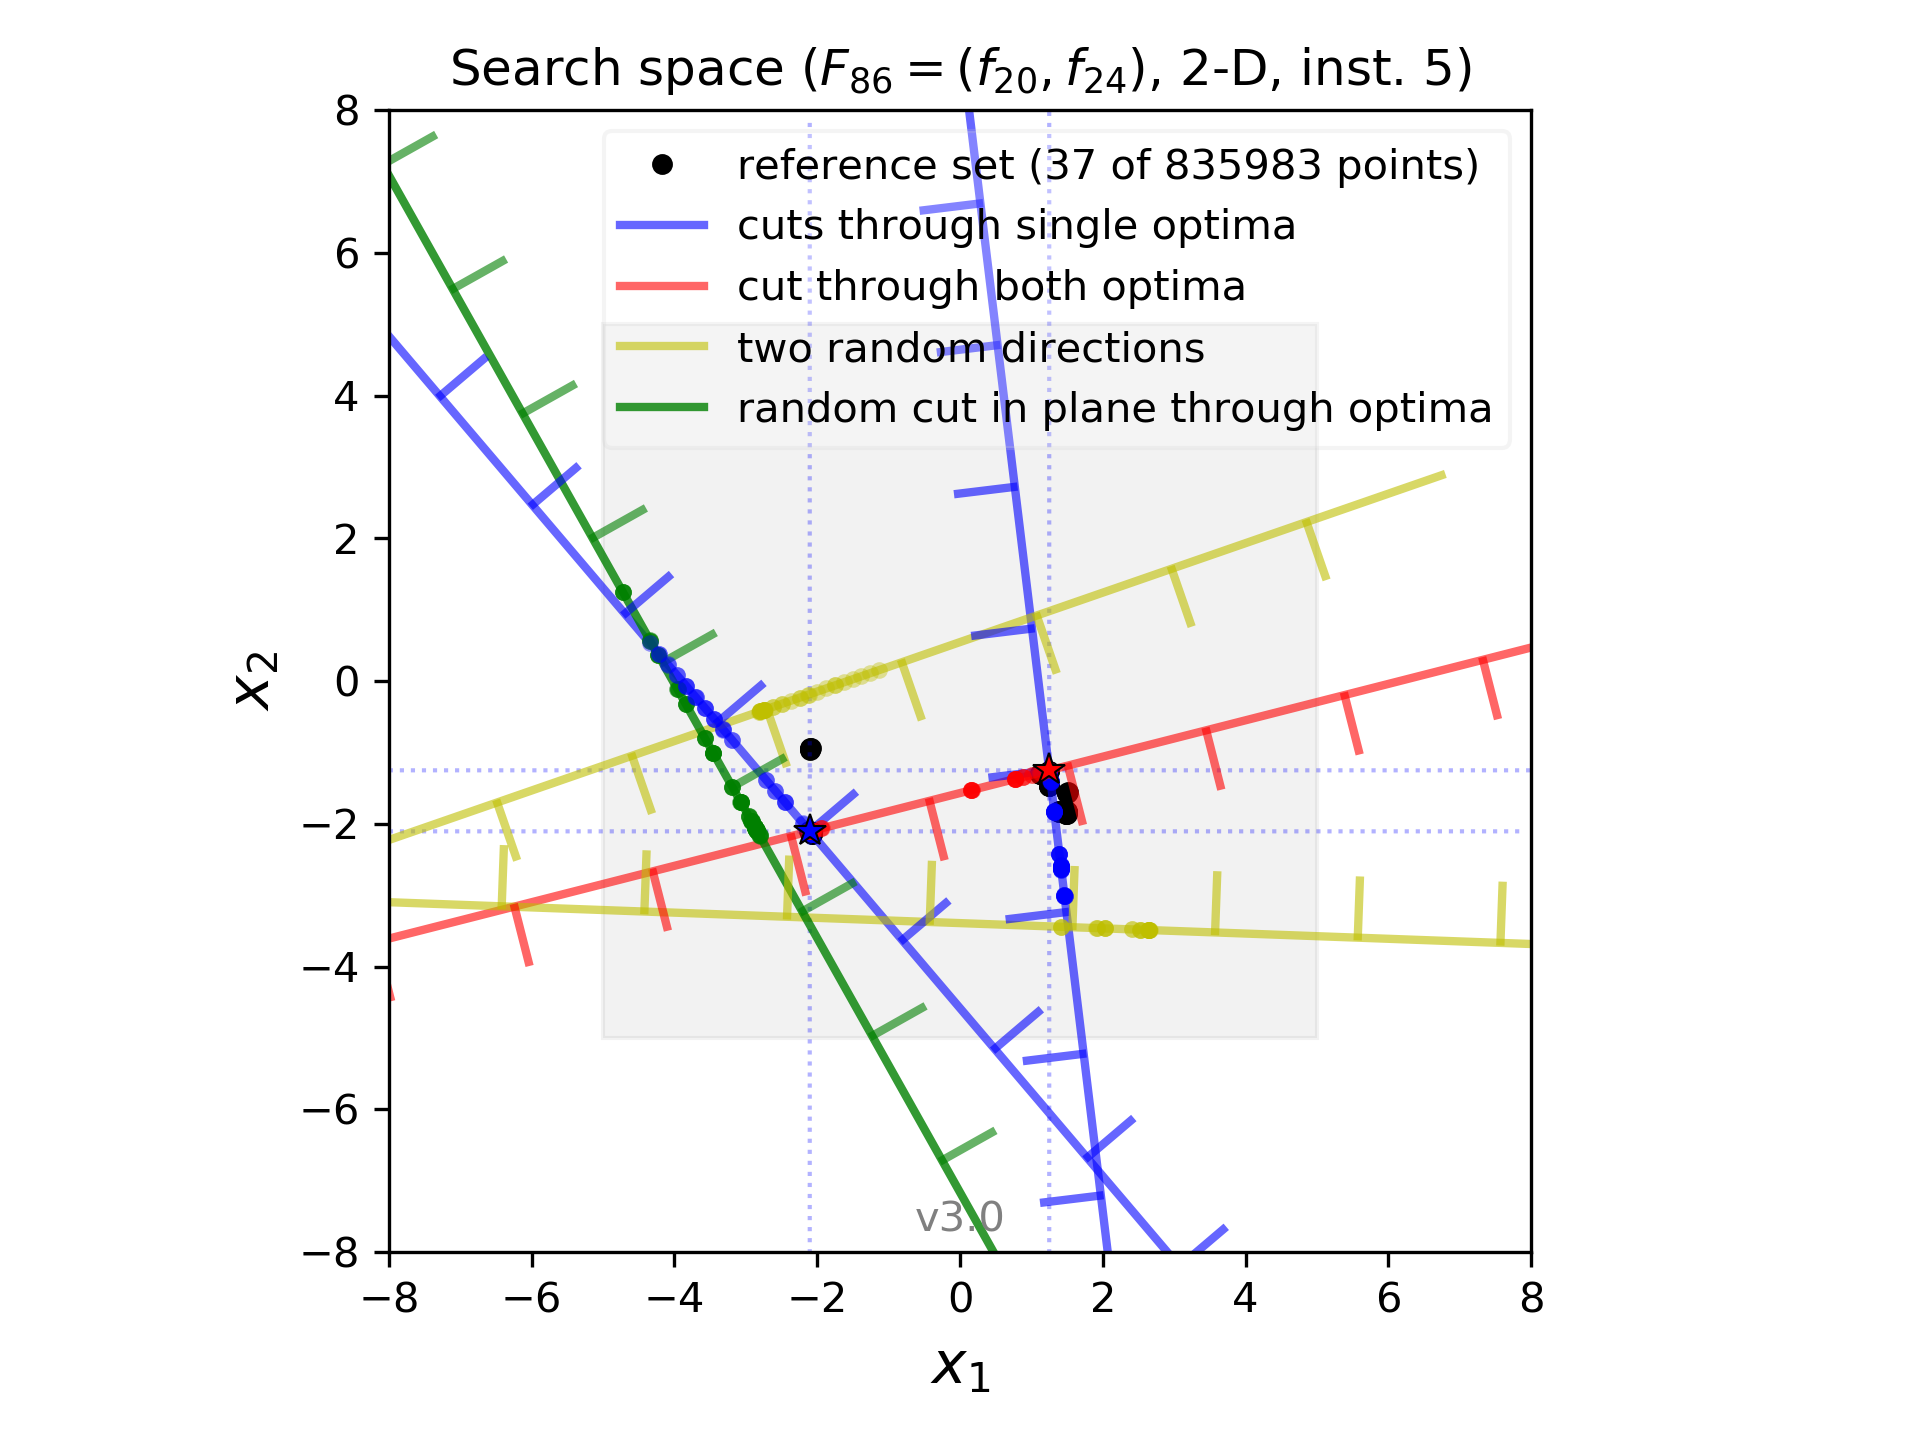 Search space (F86 = (f20, f24), 2-D, inst. 5)
8
6
4
2
0
−2
−4
−6
−8
x2
reference set (37 of 835983 points)
cuts through single optima
cut through both optima
two random directions
random cut in plane through optima
v3.0
−8 −6 −4 −2 0 2 4 6 8
x1